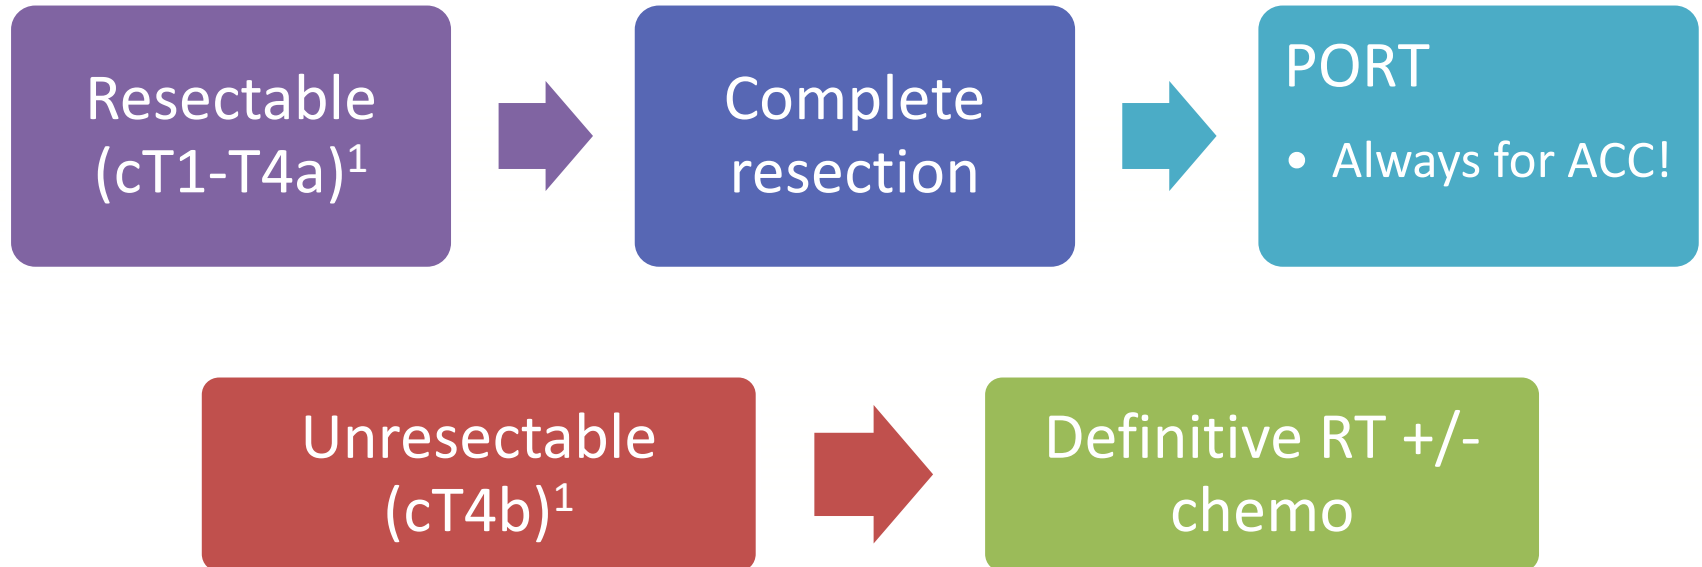 Resectable
(cT1-T4a)¹
Complete
resection
PORT
• Always for ACC!
Unresectable
(cT4b)¹
Definitive RT +/-
chemo